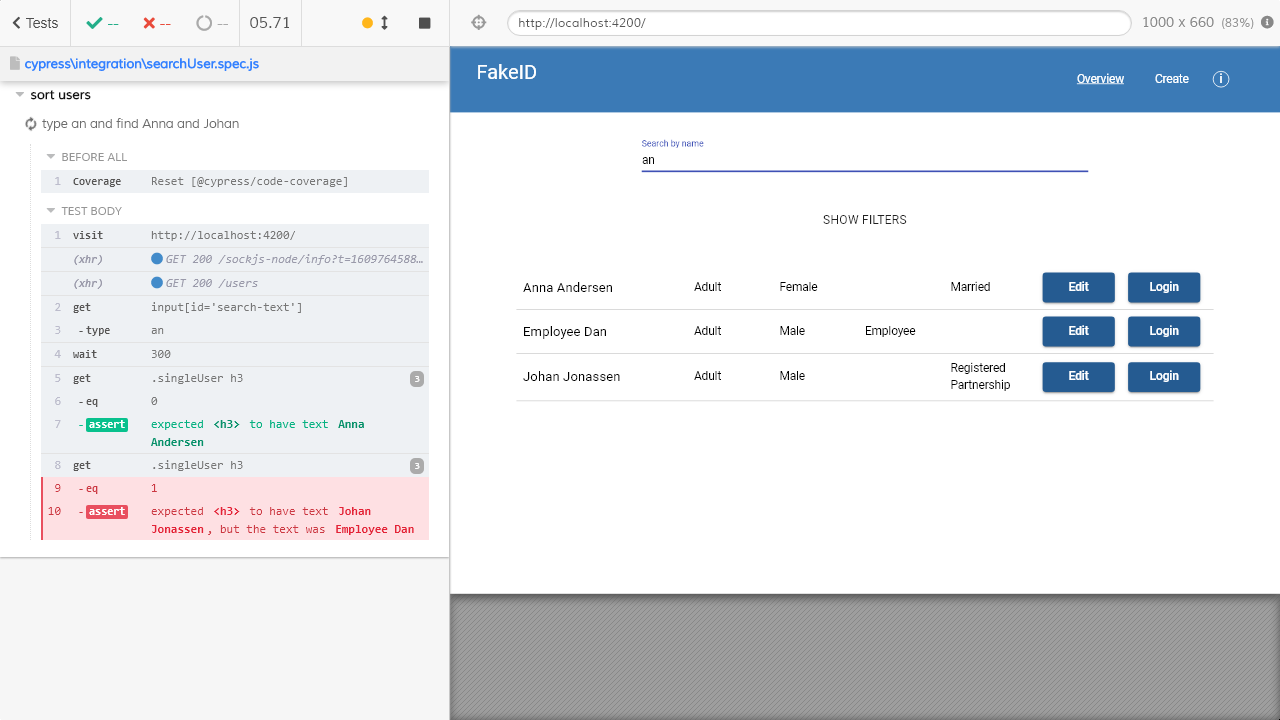 Tests
--
--
--
05.71
http://localhost:4200/
1000 x 660 (83%)
cypress\integration\searchUser.spec.js
sort users
type an and find Anna and Johan
BEFORE ALL
1 Coverage Reset [@cypress/code-coverage]
TEST BODY
1 visit http://localhost:4200/
(xhr) GET 200 /sockjs-node/info?t=1609764588…
(xhr) GET 200 /users
2 get input[id='search-text']
3 -type an
4 wait 300
5 get .singleUser h3 3
6 -eq 0
7 -assert expected <h3> to have text Anna
Andersen
8 get .singleUser h3 3
9 -eq 1
10 -assert expected <h3> to have text Johan
Jonassen, but the text was Employee Dan
FakeID
Overview Create i
Search by name
an
SHOW FILTERS
Anna Andersen Adult Female Married Edit Login
Employee Dan Adult Male Employee Edit Login
Johan Jonassen Adult Male Registered
Partnership Edit Login